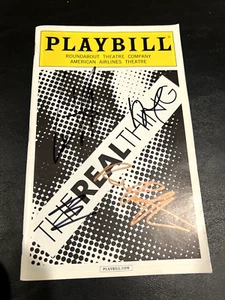 PLAYBILL
ROUNDABOUT THEATRE COMPANY
AMERICAN AIRLINES THEATRE
THE REAL THING
PLAYBILL.COM